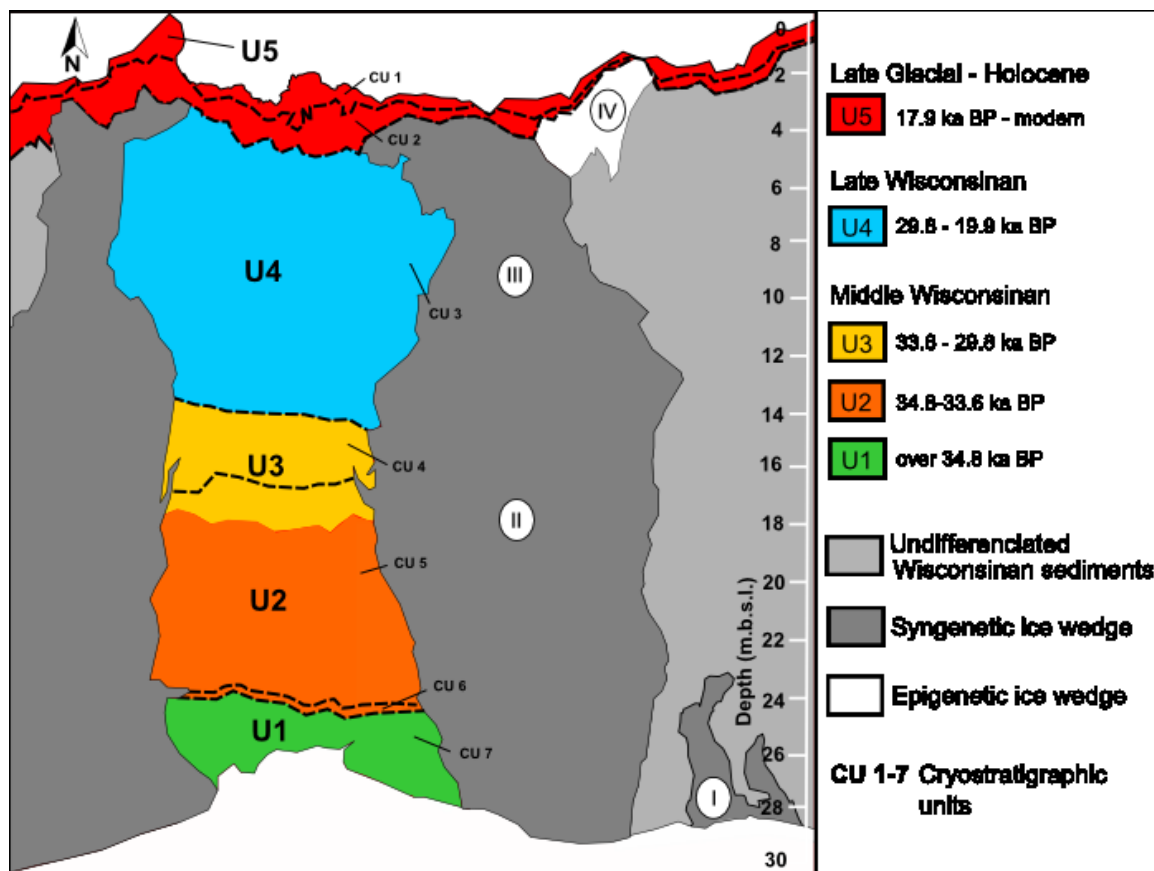 N
U5
CU 1
N
CU 2
IV
U4
III
CU 3
U3
CU 4
II
CU 5
U2
CU 6
U1
CU 7
I
0
2
4
6
8
10
12
14
16
18
20
22
24
26
28
30
Depth (m.b.s.l.)
Late Glacial - Holocene
U5 17.9 ka BP - modern
Late Wisconsinan
U4 29.8 - 19.9 ka BP
Middle Wisconsinan
U3 33.6 - 29.8 ka BP
U2 34.8-33.6 ka BP
U1 over 34.8 ka BP
Undifferenciated
Wisconsinan sediments
Syngenetic ice wedge
Epigenetic ice wedge
CU 1-7 Cryostratigraphic
units